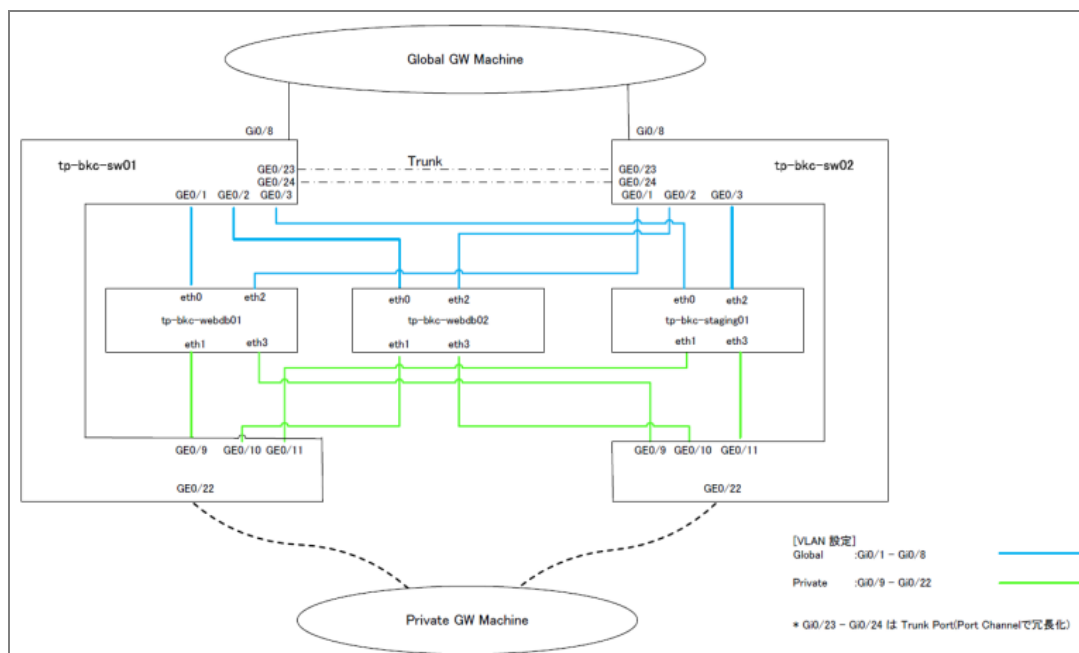 Global GW Machine
Gi0/8
Gi0/8
tp-bkc-sw01
Trunk
tp-bkc-sw02
GE0/23
GE0/23
GE0/24
GE0/24
GE0/1 GE0/2 GE0/3
GE0/1 GE0/2 GE0/3
eth0 eth2
eth0 eth2
eth0 eth2
tp-bkc-webdb01
tp-bkc-webdb02
tp-bkc-staging01
eth1 eth3
eth1 eth3
eth1 eth3
GE0/9 GE0/10 GE0/11
GE0/9 GE0/10 GE0/11
GE0/22
GE0/22
[VLAN 設定]
Global :Gi0/1 - Gi0/8
Private :Gi0/9 - Gi0/22
* Gi0/23 - Gi0/24 は Trunk Port(Port Channelで冗長化)
Private GW Machine